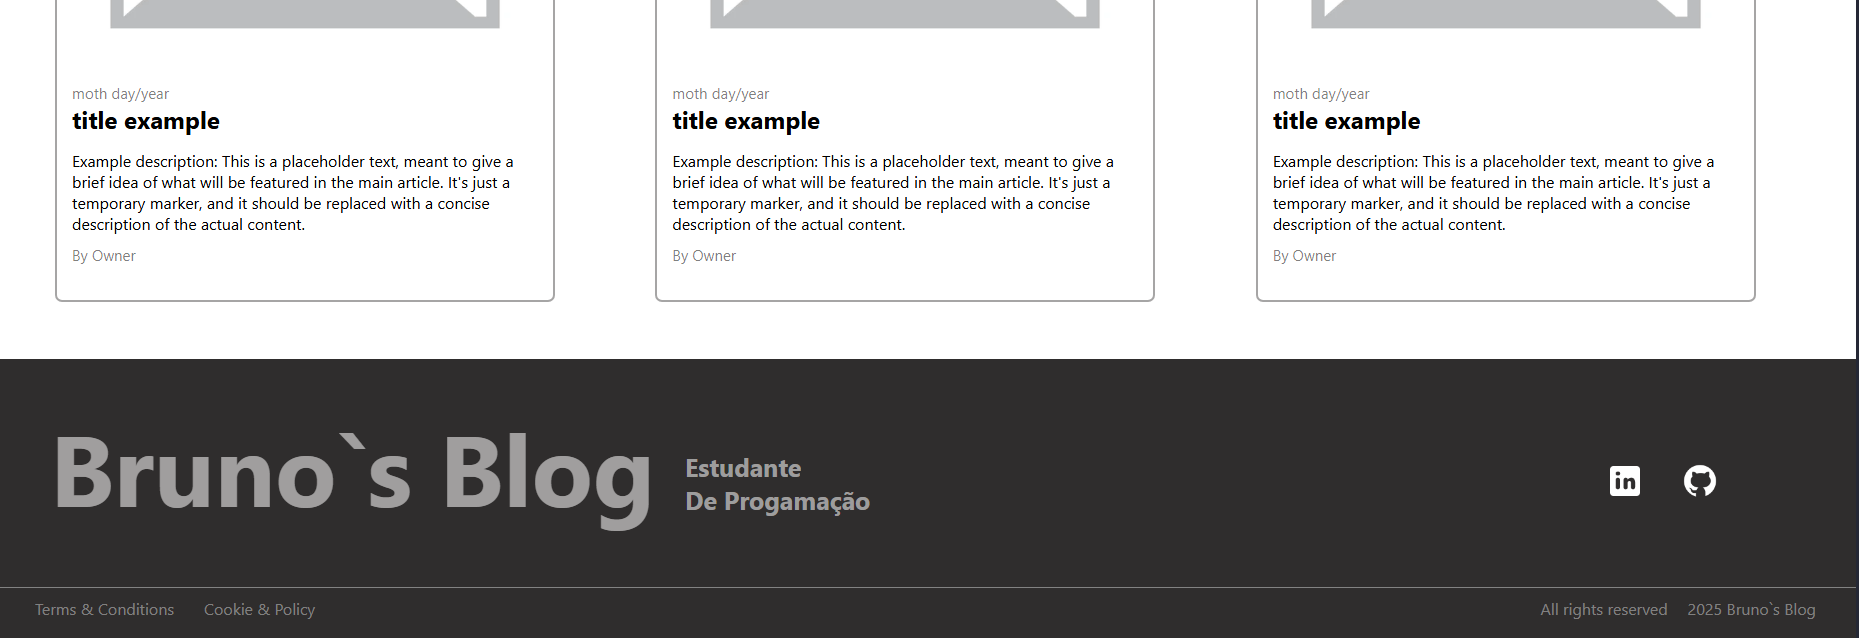 moth day/year
title example
Example description: This is a placeholder text, meant to give a
brief idea of what will be featured in the main article. It's just a
temporary marker, and it should be replaced with a concise
description of the actual content.
By Owner
moth day/year
title example
Example description: This is a placeholder text, meant to give a
brief idea of what will be featured in the main article. It's just a
temporary marker, and it should be replaced with a concise
description of the actual content.
By Owner
moth day/year
title example
Example description: This is a placeholder text, meant to give a
brief idea of what will be featured in the main article. It's just a
temporary marker, and it should be replaced with a concise
description of the actual content.
By Owner
Bruno`s Blog
Estudante
De Progamação
in
Terms & Conditions
Cookie & Policy
All rights reserved
2025 Bruno`s Blog